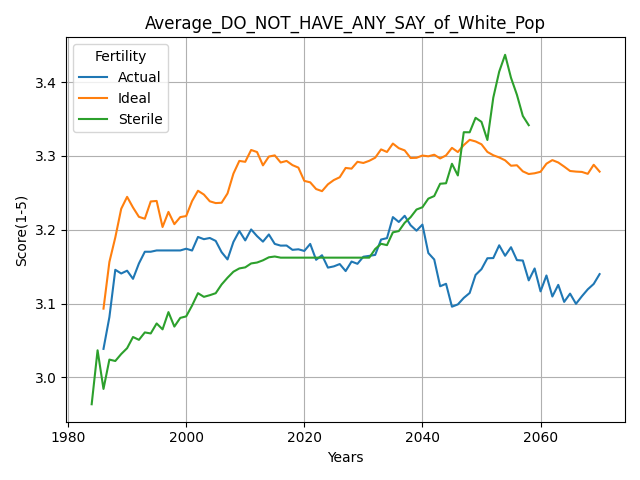 Average_DO_NOT_HAVE_ANY_SAY_of_White_Pop
Fertility
Actual
Ideal
Sterile
Score(1-5)
3.4
3.3
3.2
3.1
3.0
1980 2000 2020 2040 2060
Years